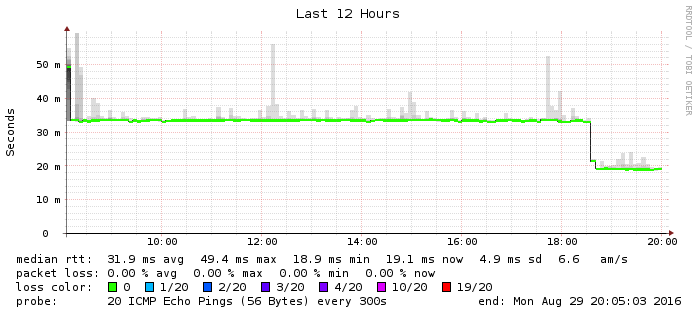 Last 12 Hours
RRDTOOL / TOBI OETIKER
Seconds
50 m
40 m
30 m
20 m
10 m
0
10:00 12:00 14:00 16:00 18:00 20:00
median rtt: 31.9 ms avg 49.4 ms max 18.9 ms min 19.1 ms now 4.9 ms sd 6.6 am/s
packet loss: 0.00 % avg 0.00 % max 0.00 % min 0.00 % now
loss color: 0 1/20 2/20 3/20 4/20 10/20 19/20
probe: 20 ICMP Echo Pings (56 Bytes) every 300s end: Mon Aug 29 20:05:03 2016